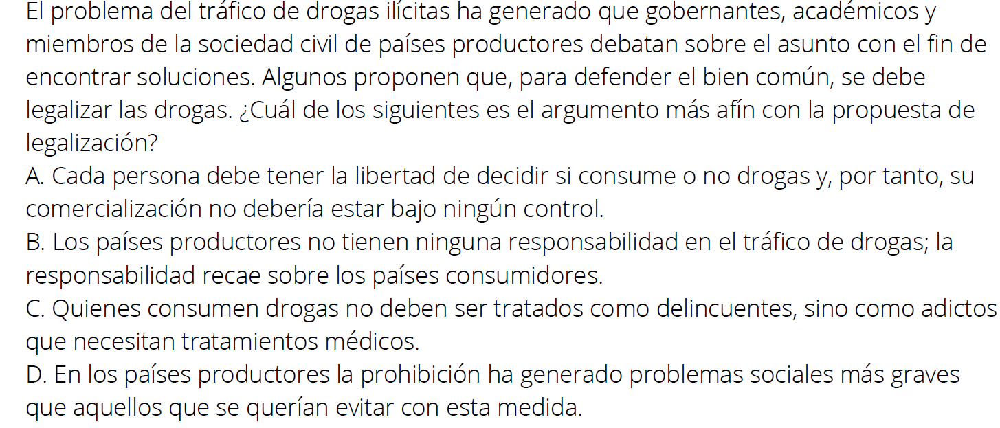 El problema del tráfico de drogas ilícitas ha generado que gobernantes, académicos y
miembros de la sociedad civil de países productores debatan sobre el asunto con el fin de
encontrar soluciones. Algunos proponen que, para defender el bien común, se debe
legalizar las drogas. ¿Cuál de los siguientes es el argumento más afín con la propuesta de
legalización?
A. Cada persona debe tener la libertad de decidir si consume o no drogas y, por tanto, su
comercialización no debería estar bajo ningún control.
B. Los países productores no tienen ninguna responsabilidad en el tráfico de drogas; la
responsabilidad recae sobre los países consumidores.
C. Quienes consumen drogas no deben ser tratados como delincuentes, sino como adictos
que necesitan tratamientos médicos.
D. En los países productores la prohibición ha generado problemas sociales más graves
que aquellos que se querían evitar con esta medida.